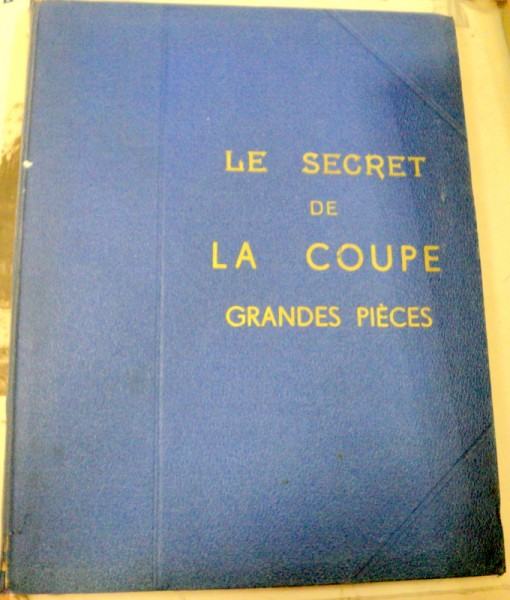 LE SECRET
DE
LA COUPE
GRANDES PIÈCES